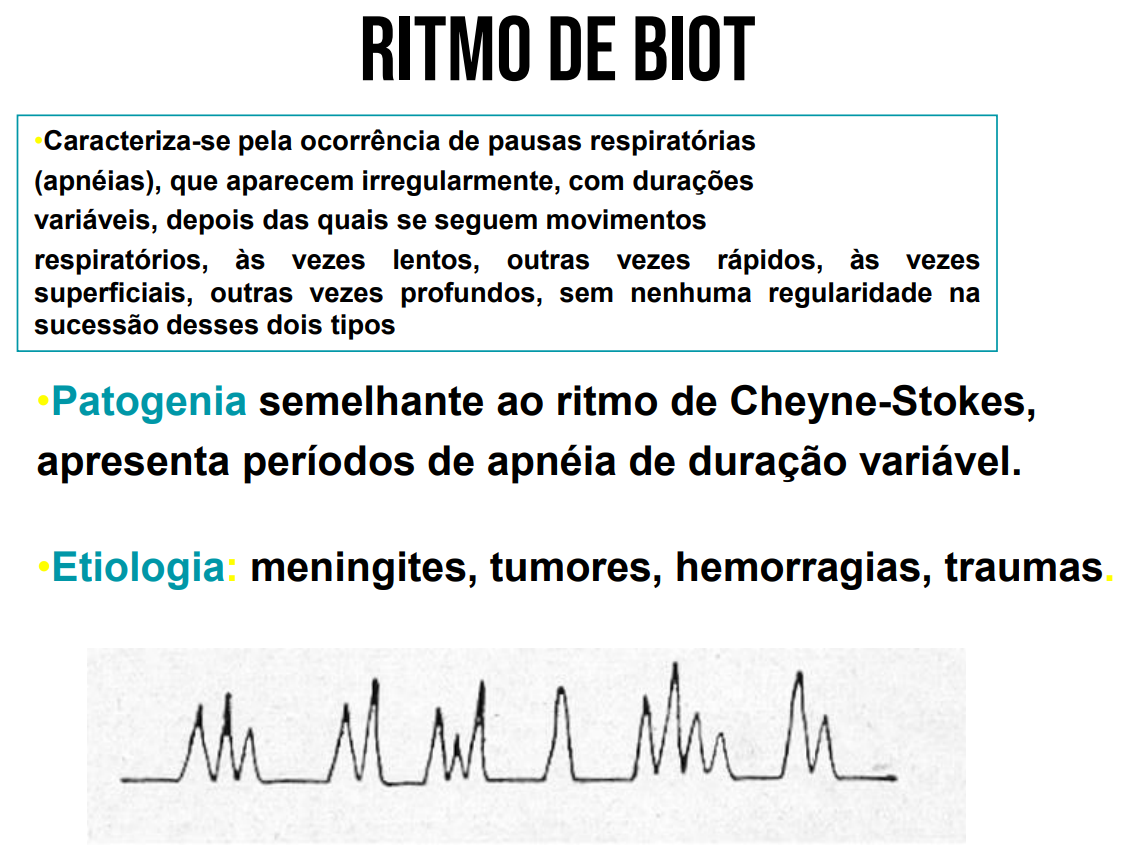 RITMO DE BIOT
•Caracteriza-se pela ocorrência de pausas respiratórias
(apnéias), que aparecem irregularmente, com durações
variáveis, depois das quais se seguem movimentos
respiratórios, às vezes lentos, outras vezes rápidos, às vezes
superficiais, outras vezes profundos, sem nenhuma regularidade na
sucessão desses dois tipos
•Patogenia semelhante ao ritmo de Cheyne-Stokes,
apresenta períodos de apnéia de duração variável.
•Etiologia: meningites, tumores, hemorragias, traumas.